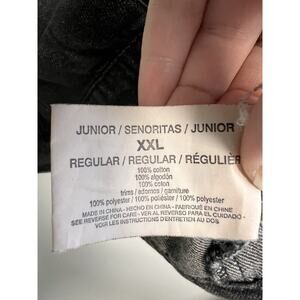 JUNIOR / SENORITAS / JUNIOR
XXL
REGULAR / REGULAR / RÉGULIER
100% cotton
100% algodón
100% coton
trims / adornos / garniture
100% polyester / 100% poliéster / 100% polyester
MADE IN CHINA - HECHO EN CHINA - FABRIQUÉ EN CHINE
SEE REVERSE FOR CARE - VER AL REVERSO PARA EL CUIDADO -
VOIR LES INSTRUCTIONS D'ENTRETIEN AU DOS